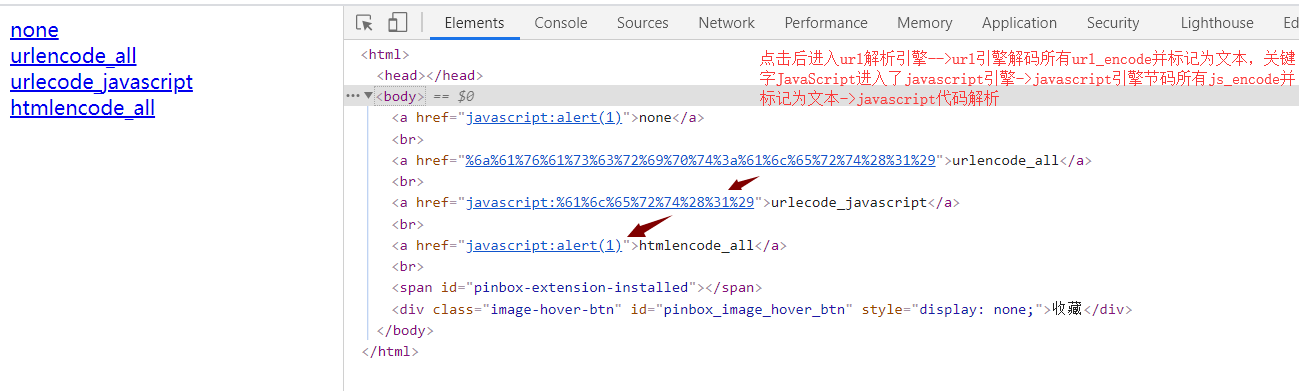 none
urlencode_all
urlecode_javascript
htmlencode_all
Elements Console Sources Network Performance Memory Application Security Lighthouse Ed
<html>
<head></head>
<body> == $0
<a href="javascript:alert(1)">none</a>
<br>
<a href="%6a%61%76%61%73%63%72%69%70%74%3a%61%6c%65%72%74%28%31%29">urlencode_all</a>
<br>
<a href="javascript:%61%6c%65%72%74%28%31%29">urlecode_javascript</a>
<br>
<a href="javascript:alert(1)">htmlencode_all</a>
<br>
<span id="pinbox-extension-installed"></span>
<div class="image-hover-btn" id="pinbox_image_hover_btn" style="display: none;">收藏</div>
</body>
</html>
点击后进入url解析引擎-->url引擎解码所有url_encode并标记为文本，关键
字JavaScript进入了javascript引擎->javascript引擎节码所有js_encode并
标记为文本->javascript代码解析